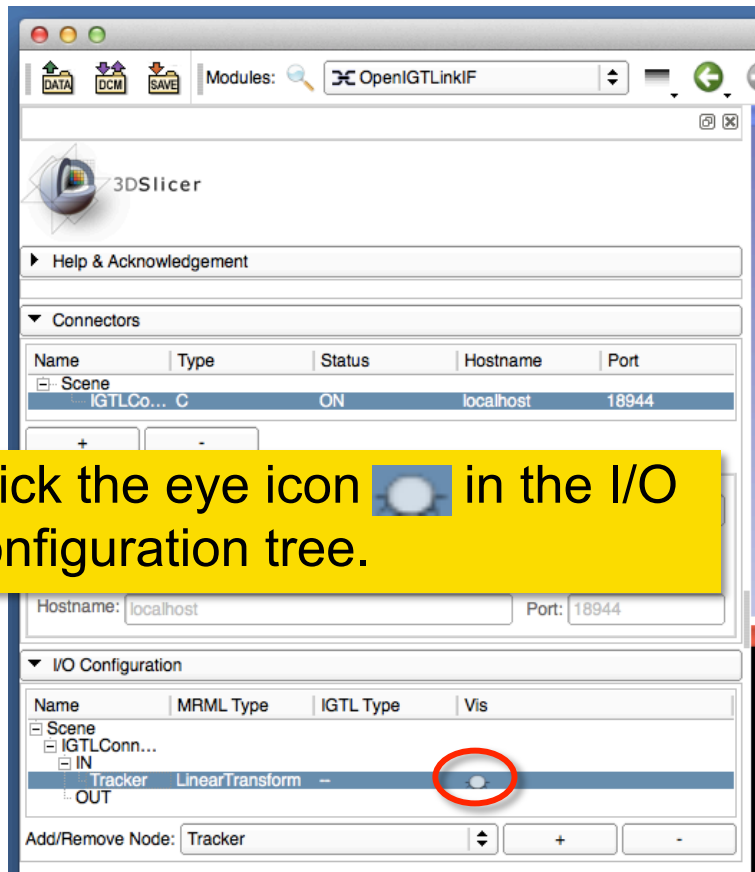 DATA DCM SAVE Modules: OpenIGTLinkIF
3DSlicer
Help & Acknowledgement
Connectors
Name Type Status Hostname Port
Scene
IGTLCo... C ON localhost 18944
+ -
ick the eye icon in the I/O
onfiguration tree.
Hostname: localhost Port: 18944
I/O Configuration
Name MRML Type IGTL Type Vis
Scene
IGTLConn...
IN
Tracker LinearTransform --
OUT
Add/Remove Node: Tracker + -